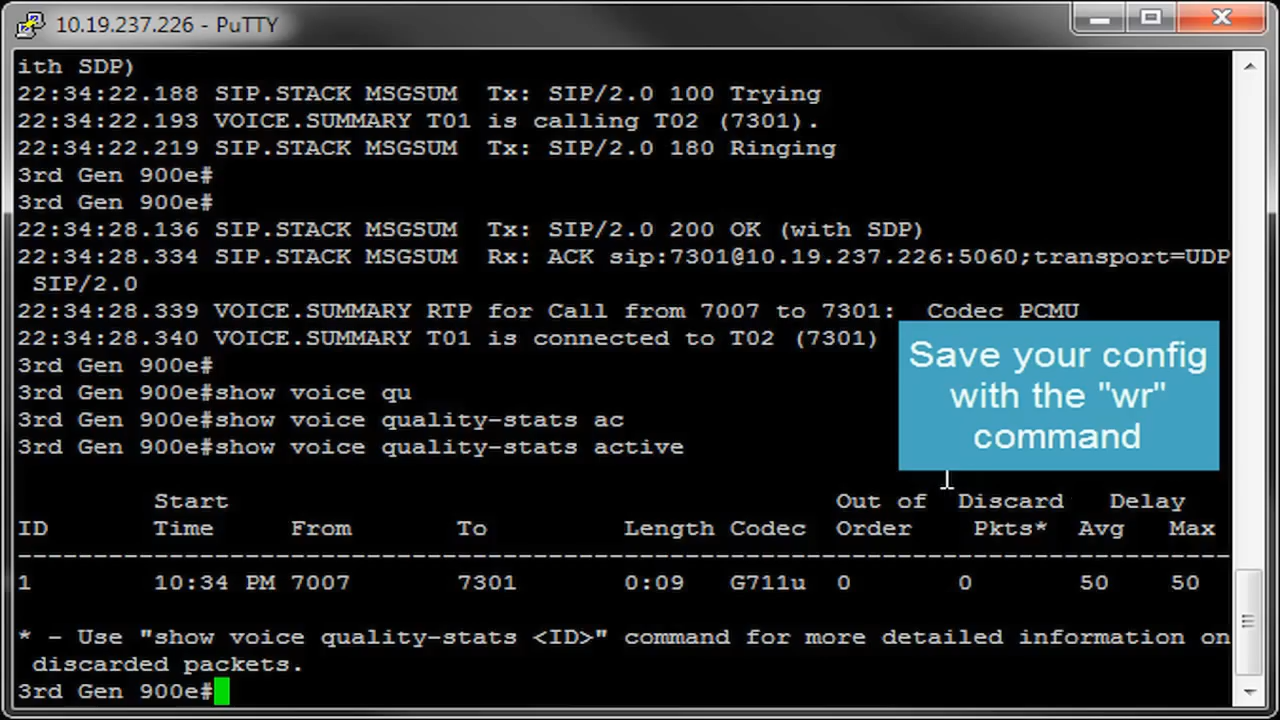 10.19.237.226 - PuTTY
ith SDP)
22:34:22.188 SIP.STACK MSGSUM  Tx: SIP/2.0 100 Trying
22:34:22.193 VOICE.SUMMARY T01 is calling T02 (7301).
22:34:22.219 SIP.STACK MSGSUM  Tx: SIP/2.0 180 Ringing
3rd Gen 900e#
3rd Gen 900e#
22:34:28.136 SIP.STACK MSGSUM  Tx: SIP/2.0 200 OK (with SDP)
22:34:28.334 SIP.STACK MSGSUM  Rx: ACK sip:7301@10.19.237.226:5060;transport=UDP
SIP/2.0
22:34:28.339 VOICE.SUMMARY RTP for Call from 7007 to 7301:  Codec PCMU
22:34:28.340 VOICE.SUMMARY T01 is connected to T02 (7301)
3rd Gen 900e#
3rd Gen 900e#show voice qu
3rd Gen 900e#show voice quality-stats ac
3rd Gen 900e#show voice quality-stats active
Save your config
with the "wr"
command
Start Out of Discard Delay
ID Time From To Length Codec Order Pkts* Avg Max
--------------------------------------------------------------------------------
1 10:34 PM 7007 7301 0:09 G711u 0 0 50 50
* - Use "show voice quality-stats <ID>" command for more detailed information on
discarded packets.
3rd Gen 900e#